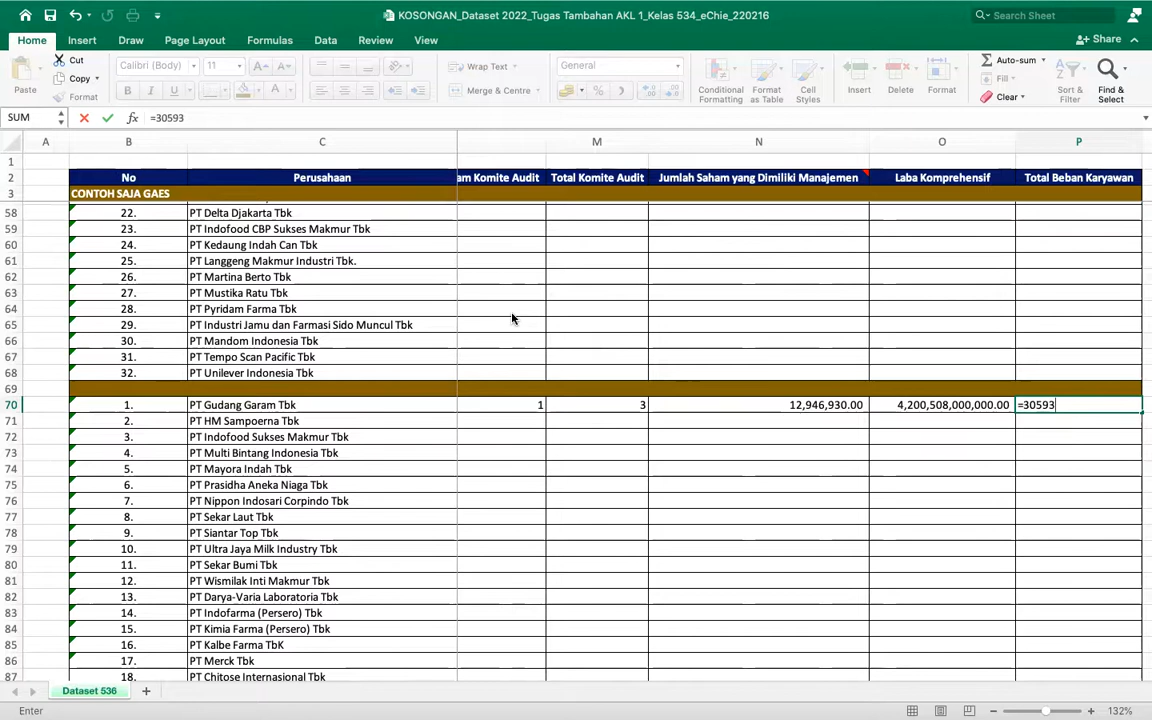 KOSONGAN_Dataset 2022_Tugas Tambahan AKL 1_Kelas 534_eChie_220216
Search Sheet
Home Insert Draw Page Layout Formulas Data Review View
Share
Paste
Cut
Copy
Format
Calibri (Body) 11
B I U
Wrap Text
Merge & Centre
General
Conditional Formatting
Format as Table
Cell Styles
Insert
Delete
Format
Auto-sum
Fill
Clear
Sort & Filter
Find & Select
SUM fx =30593
A B C M N O P
1
2 No Perusahaan am Komite Audit Total Komite Audit Jumlah Saham yang Dimiliki Manajemen Laba Komprehensif Total Beban Karyawan
3 CONTOH SAJA GAES
58 22. PT Delta Djakarta Tbk
59 23. PT Indofood CBP Sukses Makmur Tbk
60 24. PT Kedaung Indah Can Tbk
61 25. PT Langgeng Makmur Industri Tbk.
62 26. PT Martina Berto Tbk
63 27. PT Mustika Ratu Tbk
64 28. PT Pyridam Farma Tbk
65 29. PT Industri Jamu dan Farmasi Sido Muncul Tbk
66 30. PT Mandom Indonesia Tbk
67 31. PT Tempo Scan Pacific Tbk
68 32. PT Unilever Indonesia Tbk
69
70 1. PT Gudang Garam Tbk 1 3 12,946,930.00 4,200,508,000,000.00 =30593
71 2. PT HM Sampoerna Tbk
72 3. PT Indofood Sukses Makmur Tbk
73 4. PT Multi Bintang Indonesia Tbk
74 5. PT Mayora Indah Tbk
75 6. PT Prasidha Aneka Niaga Tbk
76 7. PT Nippon Indosari Corpindo Tbk
77 8. PT Sekar Laut Tbk
78 9. PT Siantar Top Tbk
79 10. PT Ultra Jaya Milk Industry Tbk
80 11. PT Sekar Bumi Tbk
81 12. PT Wismilak Inti Makmur Tbk
82 13. PT Darya-Varia Laboratoria Tbk
83 14. PT Indofarma (Persero) Tbk
84 15. PT Kimia Farma (Persero) Tbk
85 16. PT Kalbe Farma TbK
86 17. PT Merck Tbk
87 18. PT Chitose Internasional Tbk
Dataset 536
Enter 132%